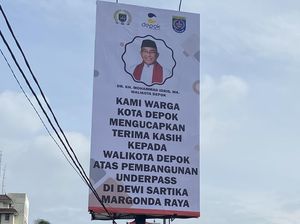 depok
DR. KH. MOHAMMAD IDRIS, MA.
WALIKOTA DEPOK
KAMI WARGA
KOTA DEPOK
MENGUCAPKAN
TERIMA KASIH
KEPADA
WALIKOTA DEPOK
ATAS PEMBANGUNAN
UNDERPASS
DI DEWI SARTIKA
MARGONDA RAYA